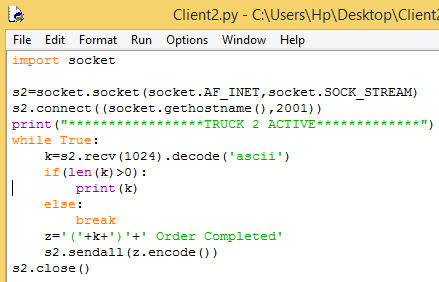 Client2.py - C:\Users\Hp\Desktop\Client2
File Edit Format Run Options Window Help
import socket
s2=socket.socket(socket.AF_INET,socket.SOCK_STREAM)
s2.connect((socket.gethostname(),2001))
print("******************TRUCK 2 ACTIVE**************")
while True:
    k=s2.recv(1024).decode('ascii')
    if(len(k)>0):
        print(k)
    else:
        break
    z='('+k+')'+' Order Completed'
    s2.sendall(z.encode())
s2.close()